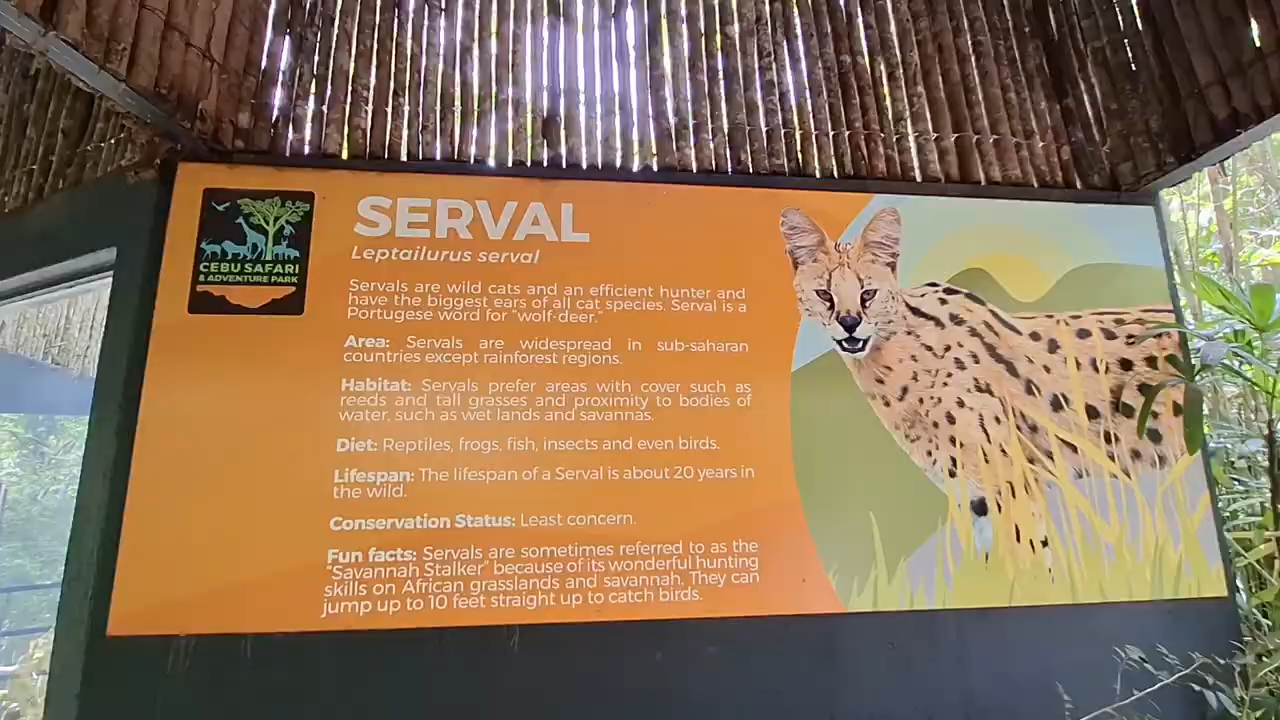 CEBU SAFARI
& ADVENTURE PARK
SERVAL
Leptailurus serval
Servals are wild cats and an efficient hunter and
have the biggest ears of all cat species. Serval is a
Portugese word for "wolf-deer."
Area: Servals are widespread in sub-saharan
countries except rainforest regions.
Habitat: Servals prefer areas with cover such as
reeds and tall grasses and proximity to bodies of
water, such as wet lands and savannas.
Diet: Reptiles, frogs, fish, insects and even birds.
Lifespan: The lifespan of a Serval is about 20 years in
the wild.
Conservation Status: Least concern.
Fun facts: Servals are sometimes referred to as the
"Savannah Stalker" because of its wonderful hunting
skills on African grasslands and savannah. They can
jump up to 10 feet straight up to catch birds.